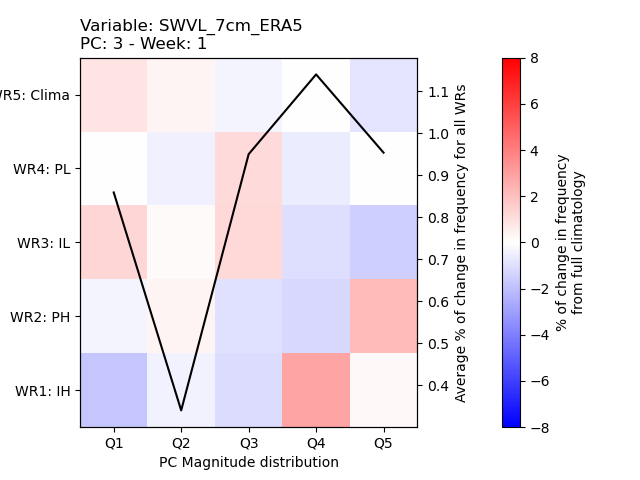 Variable: SWVL_7cm_ERA5
PC: 3 - Week: 1
WR5: Clima
WR4: PL
WR3: IL
WR2: PH
WR1: IH
Q1 Q2 Q3 Q4 Q5
PC Magnitude distribution
1.1
1.0
0.9
0.8
0.7
0.6
0.5
0.4
Average % of change in frequency for all WRs
8
6
4
2
0
−2
−4
−6
−8
% of change in frequency
from full climatology